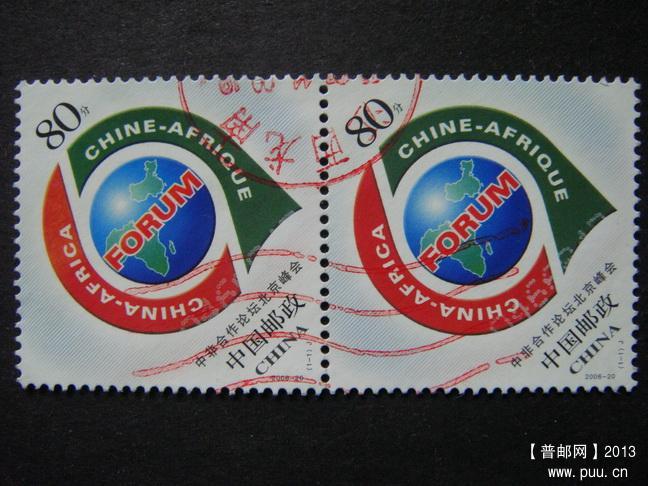 80分
CHINE-AFRIQUE
FORUM
CHINA-AFRICA
中非合作论坛北京峰会
中国邮政
CHINA
2006-20
(1-1) J
80分
CHINE-AFRIQUE
FORUM
CHINA-AFRICA
中非合作论坛北京峰会
中国邮政
CHINA
2006-20
(1-1) J
【普邮网】2013
www.puu.cn